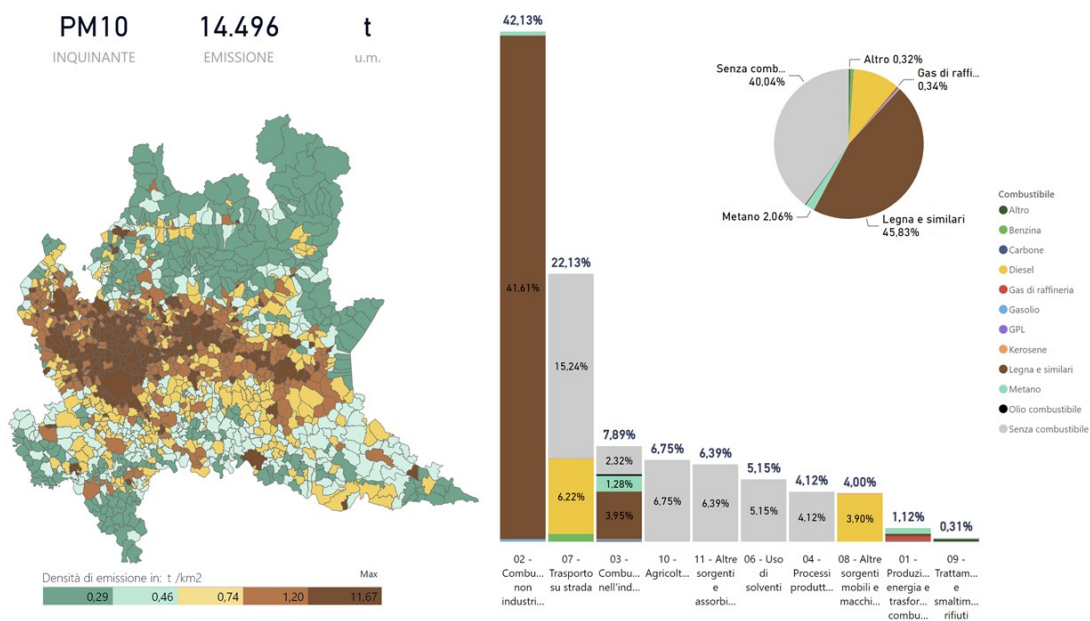 PM10
14.496
t
INQUINANTE
EMISSIONE
u.m.
Densità di emissione in: t /km2
Max
0,29
0,46
0,74
1,20
11,67
42,13%
41,61%
22,13%
15,24%
6,22%
7,89%
2,32%
1,28%
3,95%
6,75%
6,75%
6,39%
6,39%
5,15%
5,15%
4,12%
4,12%
4,00%
3,90%
1,12%
0,31%
02 -
Combu...
non
industri...
07 -
Trasporto
su strada
03 -
Combu...
nell'ind...
10 -
Agricolt...
11 - Altre
sorgenti
e
assorbi...
06 - Uso
di
solventi
04 -
Processi
produtt...
08 - Altre
sorgenti
mobili e
macchi...
01 -
Produzi...
energia e
trasfor...
combu...
09 -
Trattam...
e
smaltim...
rifiuti
Altro 0,32%
Gas di raffi...
0,34%
Senza comb...
40,04%
Metano 2,06%
Legna e similari
45,83%
Combustibile
Altro
Benzina
Carbone
Diesel
Gas di raffineria
Gasolio
GPL
Kerosene
Legna e similari
Metano
Olio combustibile
Senza combustibile